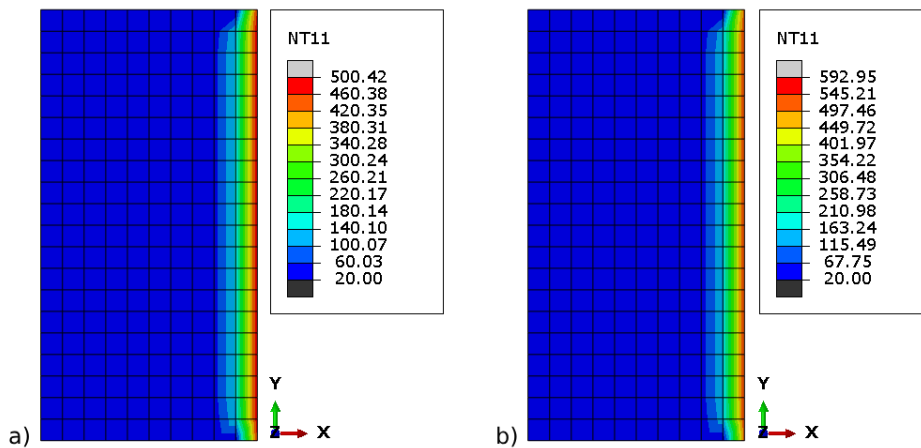 NT11
500.42
460.38
420.35
380.31
340.28
300.24
260.21
220.17
180.14
140.10
100.07
60.03
20.00
Y
Z
X
a)
NT11
592.95
545.21
497.46
449.72
401.97
354.22
306.48
258.73
210.98
163.24
115.49
67.75
20.00
Y
Z
X
b)